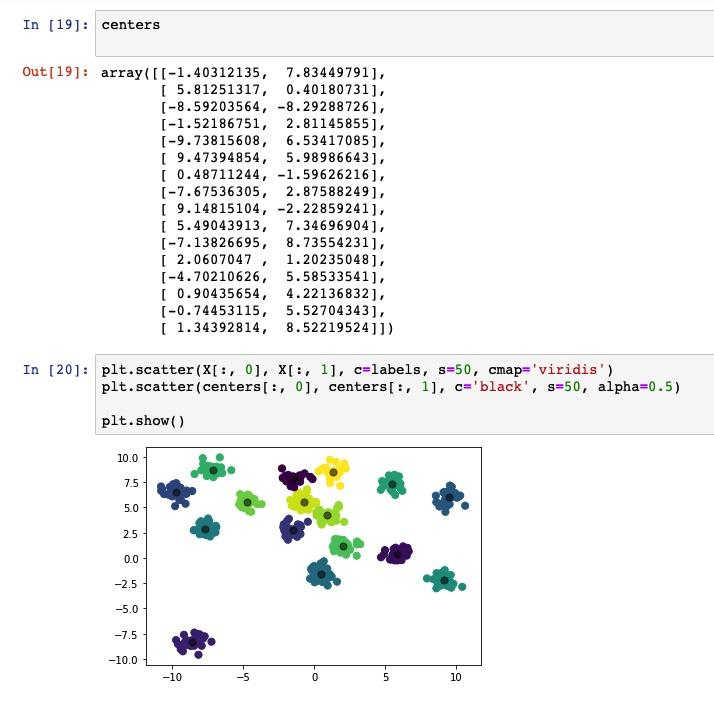 In [19]: centers
Out[19]: array([[-1.40312135,  7.83449791],
       [ 5.81251317,  0.40180731],
       [-8.59203564, -8.29288726],
       [-1.52186751,  2.81145855],
       [-9.73815608,  6.53417085],
       [ 9.47394854,  5.98986643],
       [ 0.48711244, -1.59626216],
       [-7.67536305,  2.87588249],
       [ 9.14815104, -2.22859241],
       [ 5.49043913,  7.34696904],
       [-7.13826695,  8.73554231],
       [ 2.0607047 ,  1.20235048],
       [-4.70210626,  5.58533541],
       [ 0.90435654,  4.22136832],
       [-0.74453115,  5.52704343],
       [ 1.34392814,  8.52219524]])
In [20]: plt.scatter(X[:, 0], X[:, 1], c=labels, s=50, cmap='viridis')
plt.scatter(centers[:, 0], centers[:, 1], c='black', s=50, alpha=0.5)
plt.show()
10.0
7.5
5.0
2.5
0.0
−2.5
−5.0
−7.5
−10.0
−10 −5 0 5 10